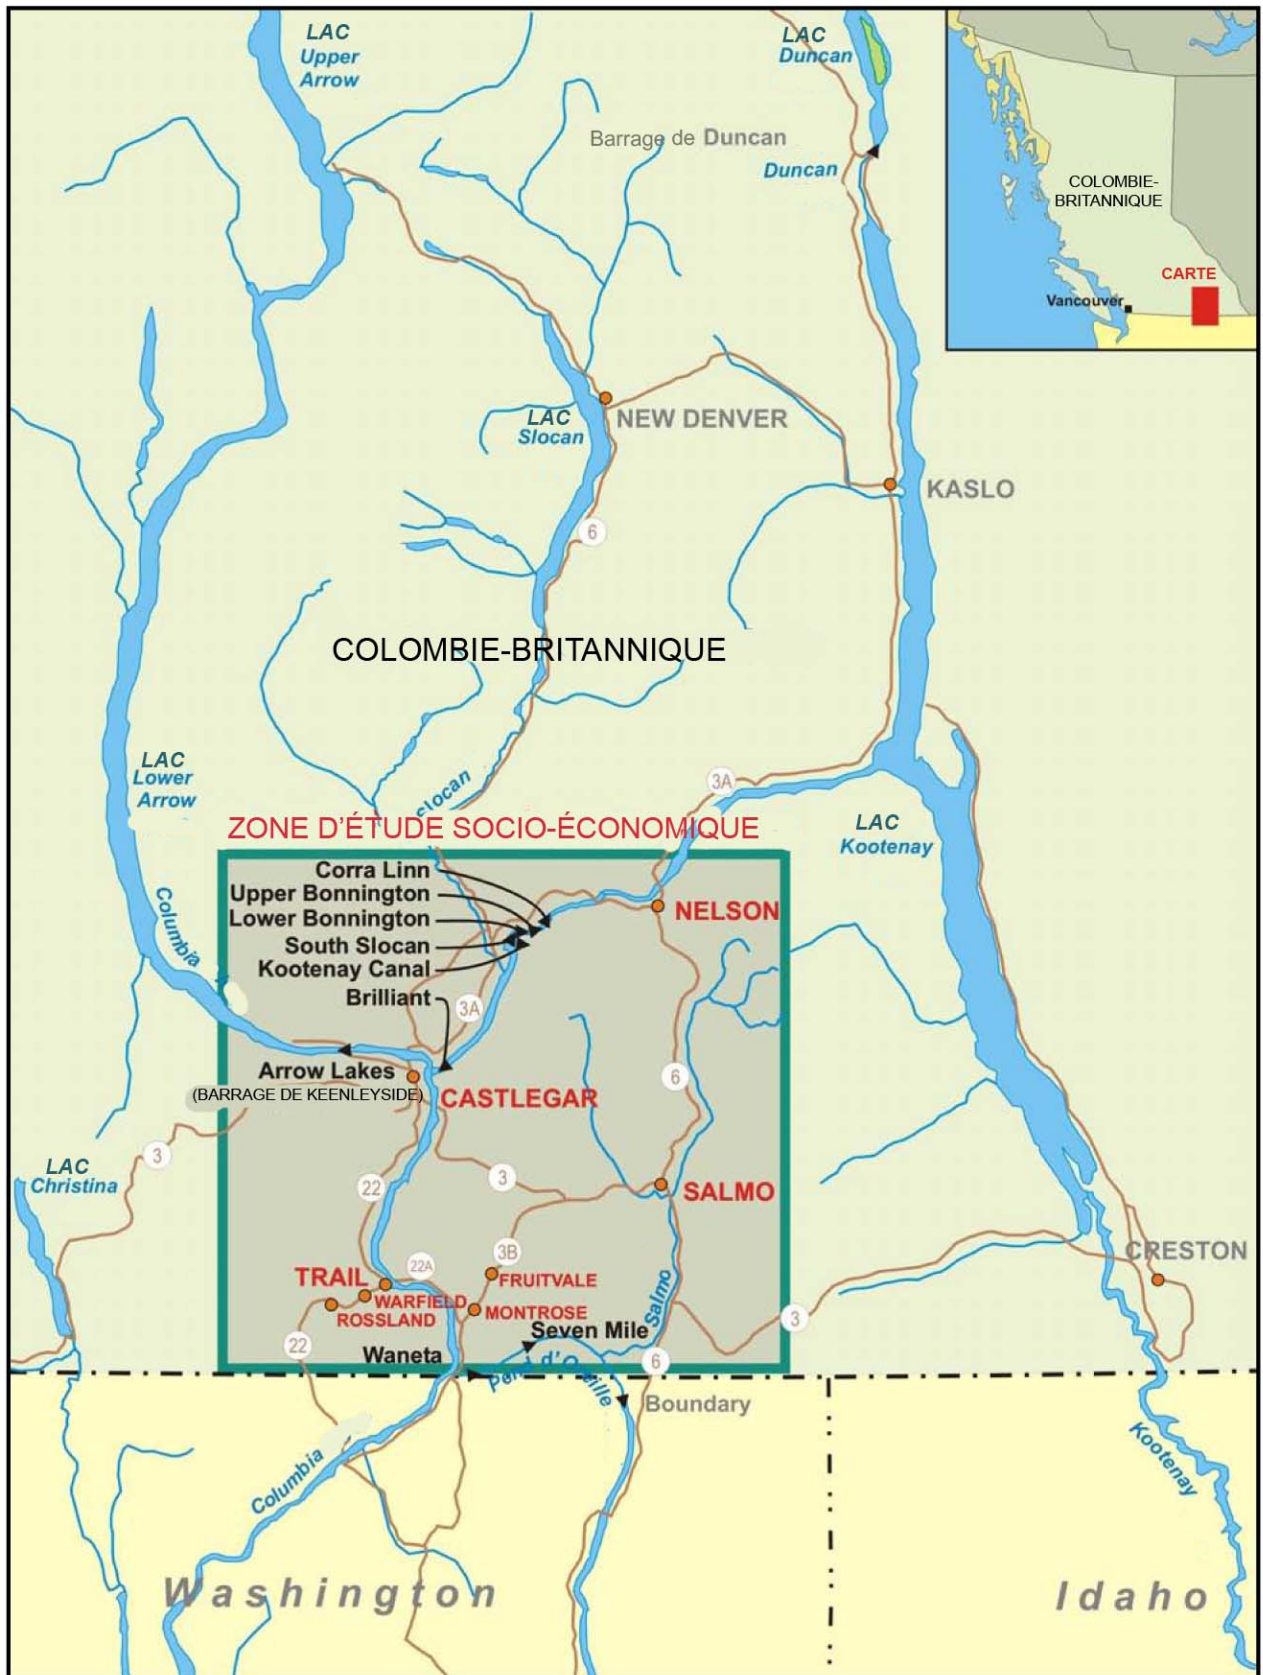 LAC
Upper
Arrow
LAC
Duncan
Barrage de Duncan
Duncan
COLOMBIE-
BRITANNIQUE
CARTE
Vancouver
LAC
Slocan
NEW DENVER
KASLO
6
COLOMBIE-BRITANNIQUE
LAC
Lower
Arrow
Slocan
3A
LAC
Kootenay
ZONE D'ÉTUDE SOCIO-ÉCONOMIQUE
Corra Linn
Upper Bonnington
Lower Bonnington
South Slocan
Kootenay Canal
Brilliant
NELSON
Columbia
3A
Arrow Lakes
(BARRAGE DE KEENLEYSIDE)
CASTLEGAR
6
3
LAC
Christina
22
3
SALMO
3B
22A
TRAIL
FRUITVALE
WARFIELD
ROSSLAND
MONTROSE
Salmo
CRESTON
3
22
Seven Mile
Waneta
Pend d'Oreille
6
Boundary
Columbia
Kootenay
Washington
Idaho